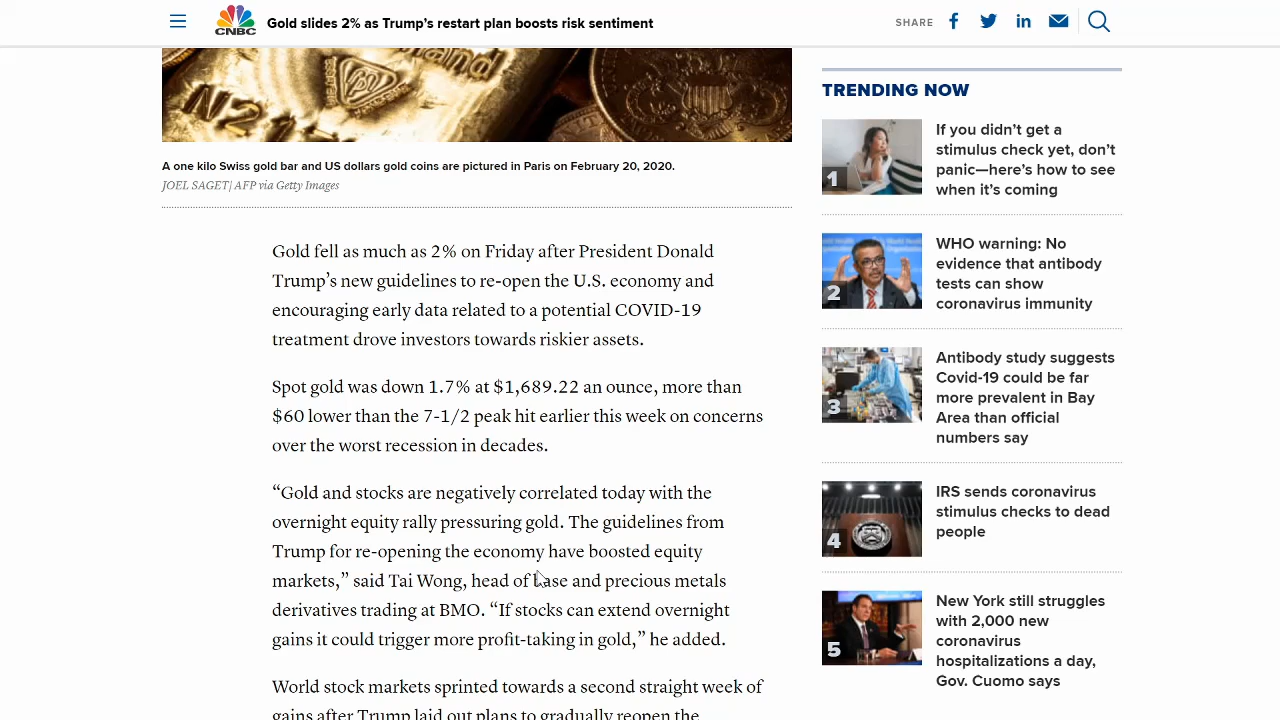 CNBC
Gold slides 2% as Trump’s restart plan boosts risk sentiment
SHARE
A one kilo Swiss gold bar and US dollars gold coins are pictured in Paris on February 20, 2020.
JOEL SAGET| AFP via Getty Images
Gold fell as much as 2% on Friday after President Donald
Trump’s new guidelines to re-open the U.S. economy and
encouraging early data related to a potential COVID-19
treatment drove investors towards riskier assets.
Spot gold was down 1.7% at $1,689.22 an ounce, more than
$60 lower than the 7-1/2 peak hit earlier this week on concerns
over the worst recession in decades.
“Gold and stocks are negatively correlated today with the
overnight equity rally pressuring gold. The guidelines from
Trump for re-opening the economy have boosted equity
markets,” said Tai Wong, head of base and precious metals
derivatives trading at BMO. “If stocks can extend overnight
gains it could trigger more profit-taking in gold,” he added.
World stock markets sprinted towards a second straight week of
gains after Trump laid out plans to gradually reopen the
TRENDING NOW
1
If you didn’t get a
stimulus check yet, don’t
panic—here’s how to see
when it’s coming
2
WHO warning: No
evidence that antibody
tests can show
coronavirus immunity
3
Antibody study suggests
Covid-19 could be far
more prevalent in Bay
Area than official
numbers say
4
IRS sends coronavirus
stimulus checks to dead
people
5
New York still struggles
with 2,000 new
coronavirus
hospitalizations a day,
Gov. Cuomo says